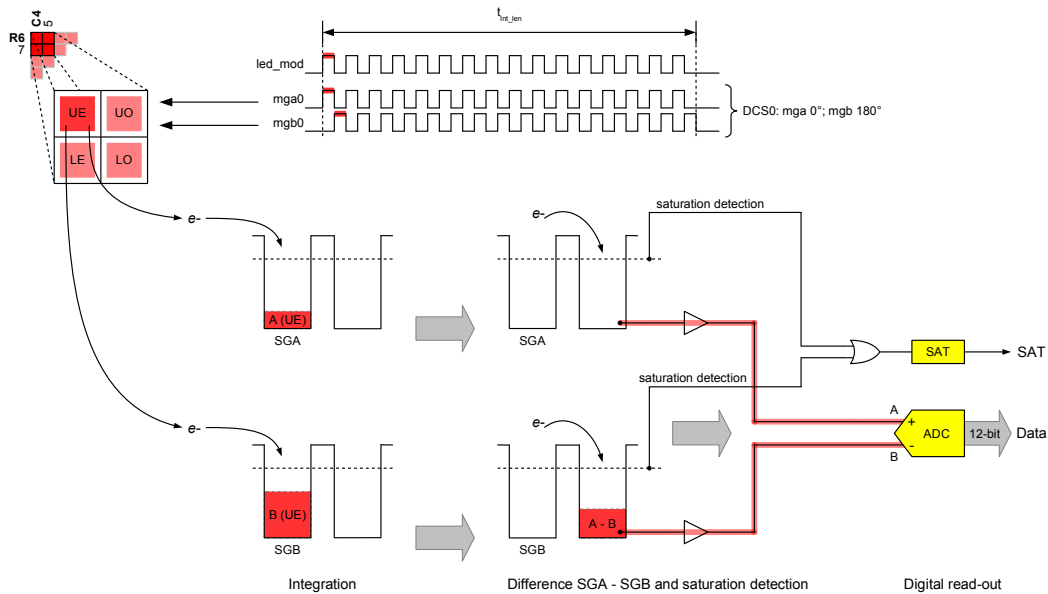 t int_len
C4
5
R6
7
led_mod
mga0
mgb0
DCS0: mga 0°; mgb 180°
UE
UO
LE
LO
e-
e-
saturation detection
A (UE)
SGA
SGA
saturation detection
SAT
SAT
e-
e-
A
+
ADC
12-bit
Data
-
B
B (UE)
A - B
SGB
SGB
Integration
Difference SGA - SGB and saturation detection
Digital read-out